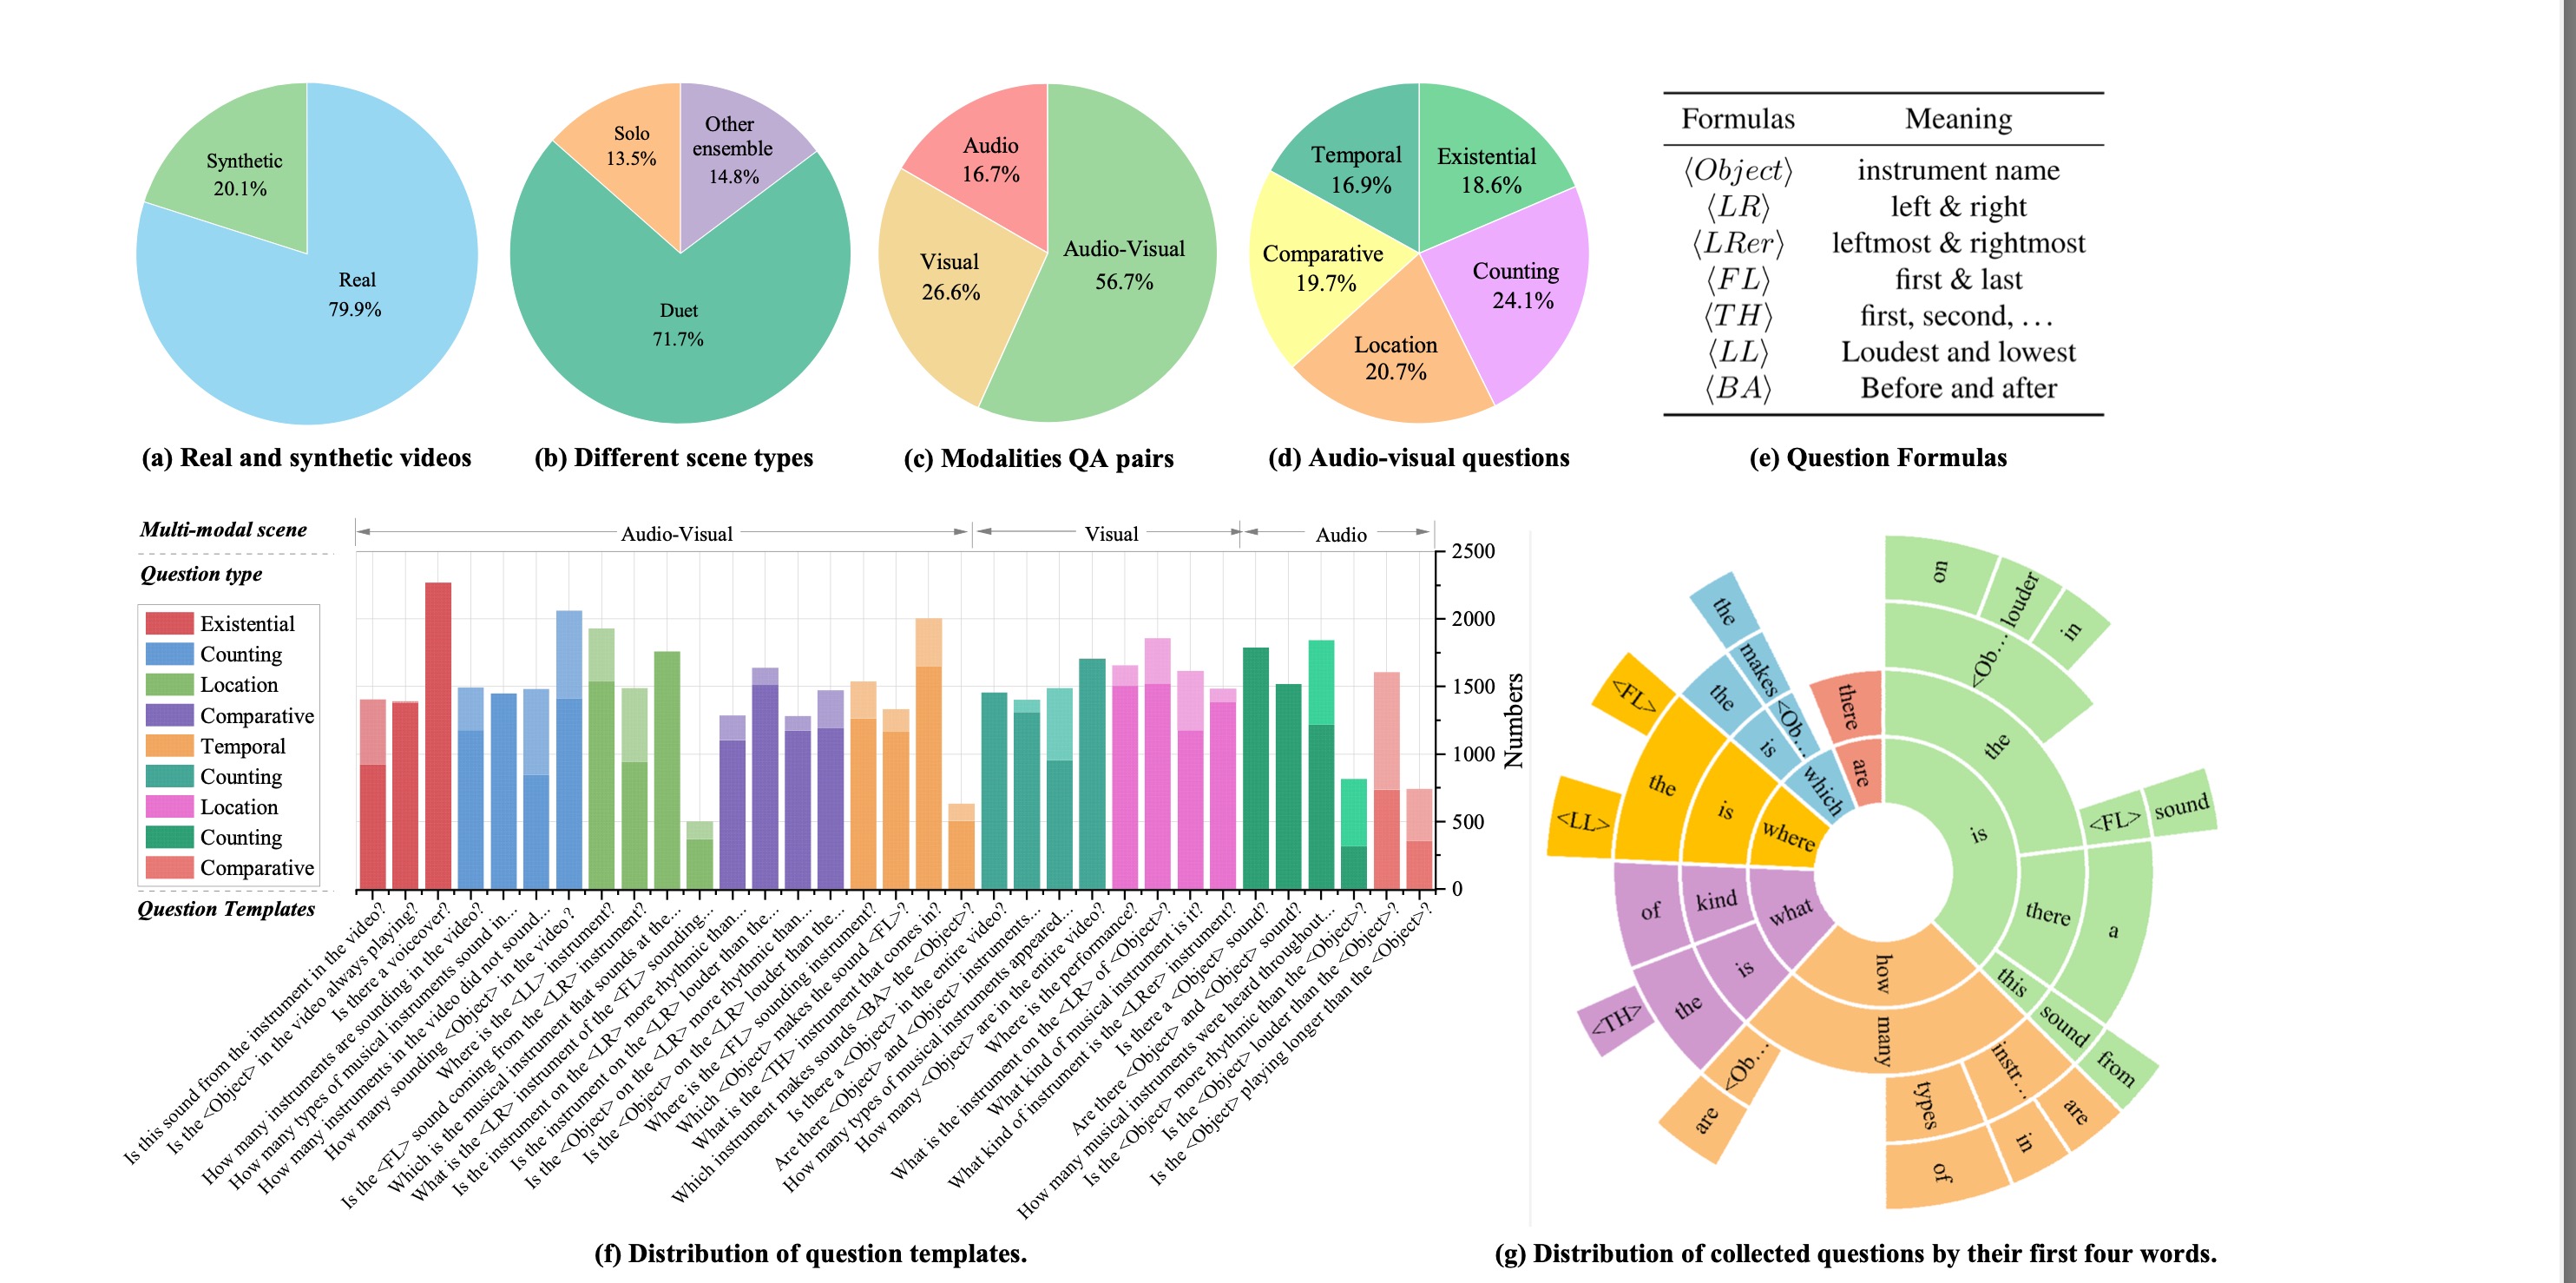 Synthetic
20.1%
Real
79.9%
(a) Real and synthetic videos
Solo
13.5%
Other
ensemble
14.8%
Duet
71.7%
(b) Different scene types
Audio
16.7%
Visual
26.6%
Audio-Visual
56.7%
(c) Modalities QA pairs
Temporal
16.9%
Existential
18.6%
Comparative
19.7%
Counting
24.1%
Location
20.7%
(d) Audio-visual questions
Formulas Meaning
⟨Object⟩ instrument name
⟨LR⟩ left & right
⟨LRer⟩ leftmost & rightmost
⟨FL⟩ first & last
⟨TH⟩ first, second, …
⟨LL⟩ Loudest and lowest
⟨BA⟩ Before and after
(e) Question Formulas
Multi-modal scene
Audio-Visual Visual Audio
Question type
Existential
Counting
Location
Comparative
Temporal
Counting
Location
Counting
Comparative
Question Templates
2500
2000
1500
1000
500
0
Numbers
Is this sound from the instrument in the video?
Is the <Object> in the video always playing?
Is there a voiceover?
How many instruments are sounding in the video?
How many types of musical instruments sound in...
How many instruments in the video did not sound...
How many sounding <Object> in the video?
Where is the <LL> instrument?
Is the <FL> sound coming from the <LR> instrument?
Which is the musical instrument that sounds at the...
What is the <LR> instrument of the <FL> sounding...
Is the instrument on the <LR> more rhythmic than...
Is the instrument on the <LR> louder than the...
Is the <Object> on the <LR> more rhythmic than...
Is the <Object> on the <LR> louder than the...
Where is the <FL> sounding instrument?
Which <Object> makes the sound <FL>?
What is the <TH> instrument that comes in?
Which instrument makes sounds <BA> the <Object>?
Is there a <Object> in the entire video?
Are there <Object> and <Object> instruments...
How many types of musical instruments appeared...
How many <Object> are in the entire video?
Where is the performance?
What is the instrument on the <LR> of <Object>?
What kind of musical instrument is it?
What kind of instrument is the <LRer> instrument?
Is there a <Object> sound?
Are there <Object> and <Object> sound?
How many musical instruments were heard throughout...
Is the <Object> more rhythmic than the <Object>?
Is the <Object> louder than the <Object>?
Is the <Object> playing longer than the <Object>?
(f) Distribution of question templates.
is
the
<Ob...
on
louder
in
<FL>
sound
there
a
this
sound
from
how
many
instr...
are
in
types
of
<Ob...
are
what
is
the
<TH>
kind
of
where
is
the
<LL>
<FL>
which
is
the
<Ob...
makes
the
are
there
(g) Distribution of collected questions by their first four words.